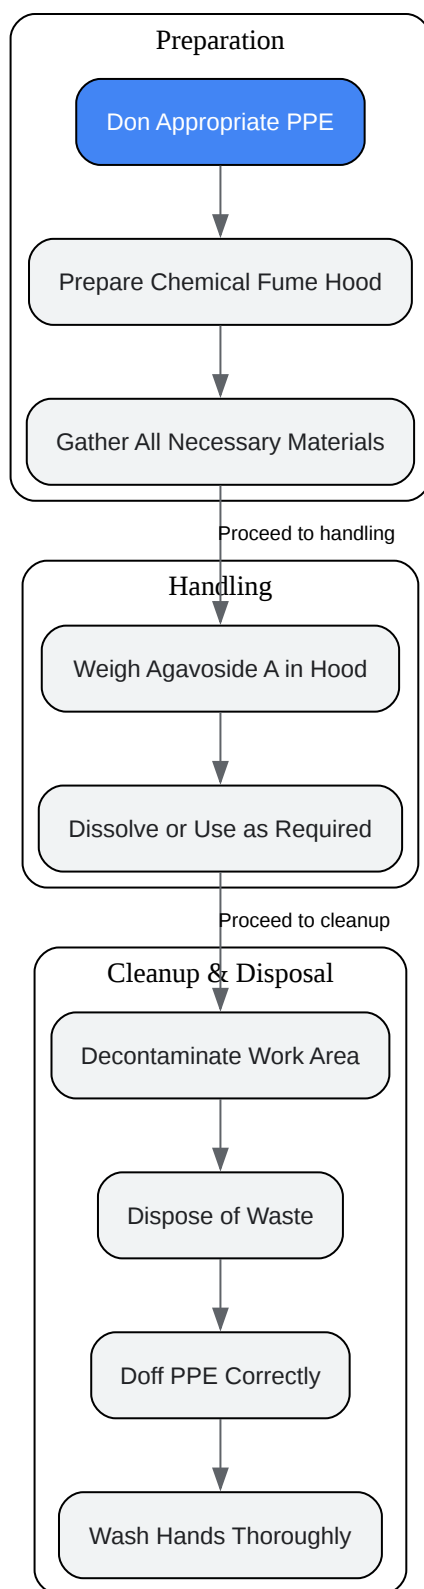 Preparation
Don Appropriate PPE
Prepare Chemical Fume Hood
Gather All Necessary Materials
Proceed to handling
Handling
Weigh Agavoside A in Hood
Dissolve or Use as Required
Proceed to cleanup
Cleanup & Disposal
Decontaminate Work Area
Dispose of Waste
Doff PPE Correctly
Wash Hands Thoroughly